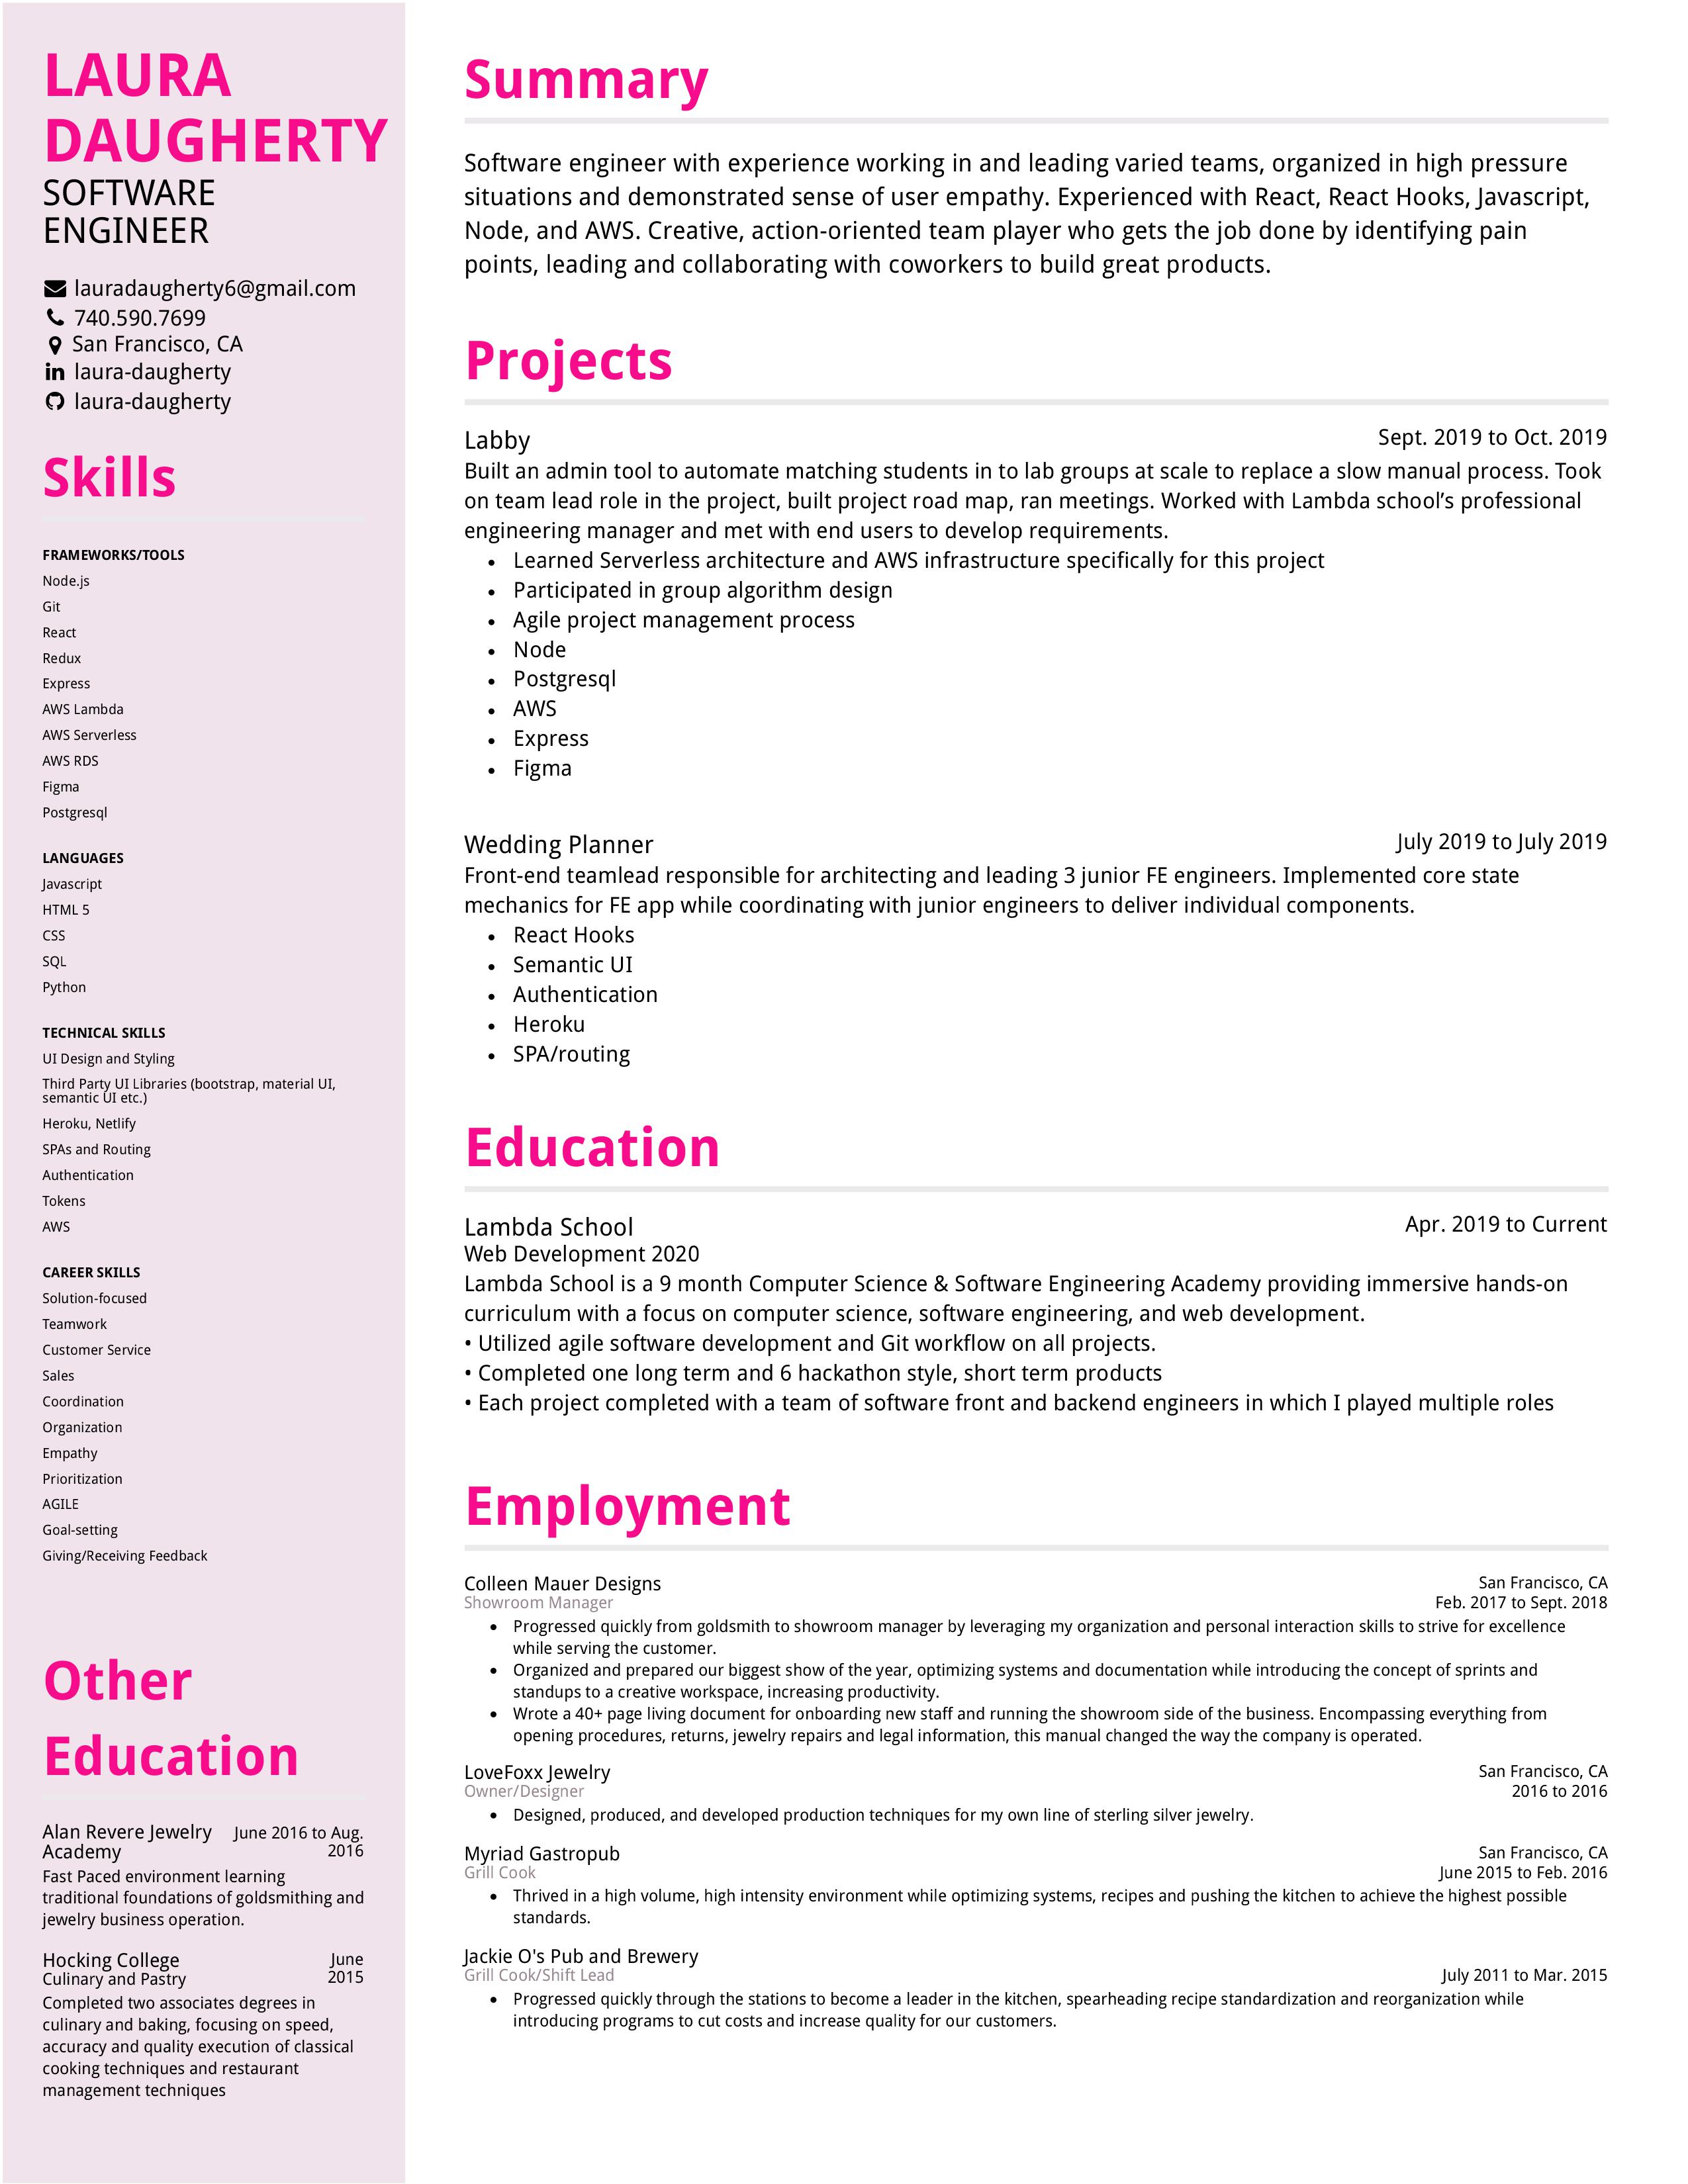 LAURA
DAUGHERTY
SOFTWARE
ENGINEER
lauradaugherty6@gmail.com
740.590.7699
San Francisco, CA
laura-daugherty
laura-daugherty
Skills
FRAMEWORKS/TOOLS
Node.js
Git
React
Redux
Express
AWS Lambda
AWS Serverless
AWS RDS
Figma
Postgresql
LANGUAGES
Javascript
HTML 5
CSS
SQL
Python
TECHNICAL SKILLS
UI Design and Styling
Third Party UI Libraries (bootstrap, material UI,
semantic UI etc.)
Heroku, Netlify
SPAs and Routing
Authentication
Tokens
AWS
CAREER SKILLS
Solution-focused
Teamwork
Customer Service
Sales
Coordination
Organization
Empathy
Prioritization
AGILE
Goal-setting
Giving/Receiving Feedback
Other
Education
Alan Revere Jewelry June 2016 to Aug.
Academy 2016
Fast Paced environment learning
traditional foundations of goldsmithing and
jewelry business operation.
Hocking College June
Culinary and Pastry 2015
Completed two associates degrees in
culinary and baking, focusing on speed,
accuracy and quality execution of classical
cooking techniques and restaurant
management techniques
Summary
Software engineer with experience working in and leading varied teams, organized in high pressure
situations and demonstrated sense of user empathy. Experienced with React, React Hooks, Javascript,
Node, and AWS. Creative, action-oriented team player who gets the job done by identifying pain
points, leading and collaborating with coworkers to build great products.
Projects
Labby Sept. 2019 to Oct. 2019
Built an admin tool to automate matching students in to lab groups at scale to replace a slow manual process. Took
on team lead role in the project, built project road map, ran meetings. Worked with Lambda school’s professional
engineering manager and met with end users to develop requirements.
• Learned Serverless architecture and AWS infrastructure specifically for this project
• Participated in group algorithm design
• Agile project management process
• Node
• Postgresql
• AWS
• Express
• Figma
Wedding Planner July 2019 to July 2019
Front-end teamlead responsible for architecting and leading 3 junior FE engineers. Implemented core state
mechanics for FE app while coordinating with junior engineers to deliver individual components.
• React Hooks
• Semantic UI
• Authentication
• Heroku
• SPA/routing
Education
Lambda School Apr. 2019 to Current
Web Development 2020
Lambda School is a 9 month Computer Science & Software Engineering Academy providing immersive hands-on
curriculum with a focus on computer science, software engineering, and web development.
• Utilized agile software development and Git workflow on all projects.
• Completed one long term and 6 hackathon style, short term products
• Each project completed with a team of software front and backend engineers in which I played multiple roles
Employment
Colleen Mauer Designs San Francisco, CA
Showroom Manager Feb. 2017 to Sept. 2018
• Progressed quickly from goldsmith to showroom manager by leveraging my organization and personal interaction skills to strive for excellence
while serving the customer.
• Organized and prepared our biggest show of the year, optimizing systems and documentation while introducing the concept of sprints and
standups to a creative workspace, increasing productivity.
• Wrote a 40+ page living document for onboarding new staff and running the showroom side of the business. Encompassing everything from
opening procedures, returns, jewelry repairs and legal information, this manual changed the way the company is operated.
LoveFoxx Jewelry San Francisco, CA
Owner/Designer 2016 to 2016
• Designed, produced, and developed production techniques for my own line of sterling silver jewelry.
Myriad Gastropub San Francisco, CA
Grill Cook June 2015 to Feb. 2016
• Thrived in a high volume, high intensity environment while optimizing systems, recipes and pushing the kitchen to achieve the highest possible
standards.
Jackie O's Pub and Brewery
Grill Cook/Shift Lead July 2011 to Mar. 2015
• Progressed quickly through the stations to become a leader in the kitchen, spearheading recipe standardization and reorganization while
introducing programs to cut costs and increase quality for our customers.